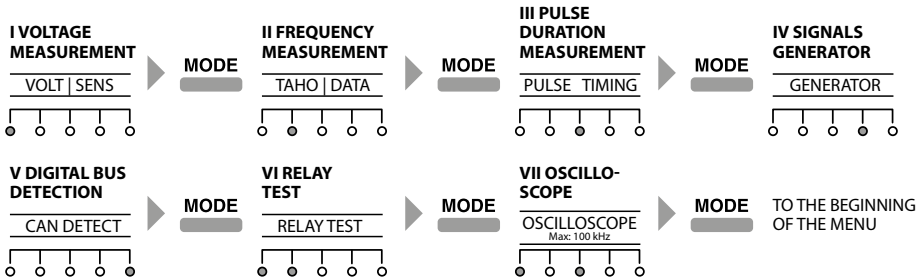 I VOLTAGE
MEASUREMENT
VOLT | SENS
MODE
II FREQUENCY
MEASUREMENT
TAHO | DATA
MODE
III PULSE
DURATION
MEASUREMENT
PULSE TIMING
MODE
IV SIGNALS
GENERATOR
GENERATOR
V DIGITAL BUS
DETECTION
CAN DETECT
MODE
VI RELAY
TEST
RELAY TEST
MODE
VII OSCILLO-
SCOPE
OSCILLOSCOPE
Max: 100 kHz
MODE
TO THE BEGINNING
OF THE MENU